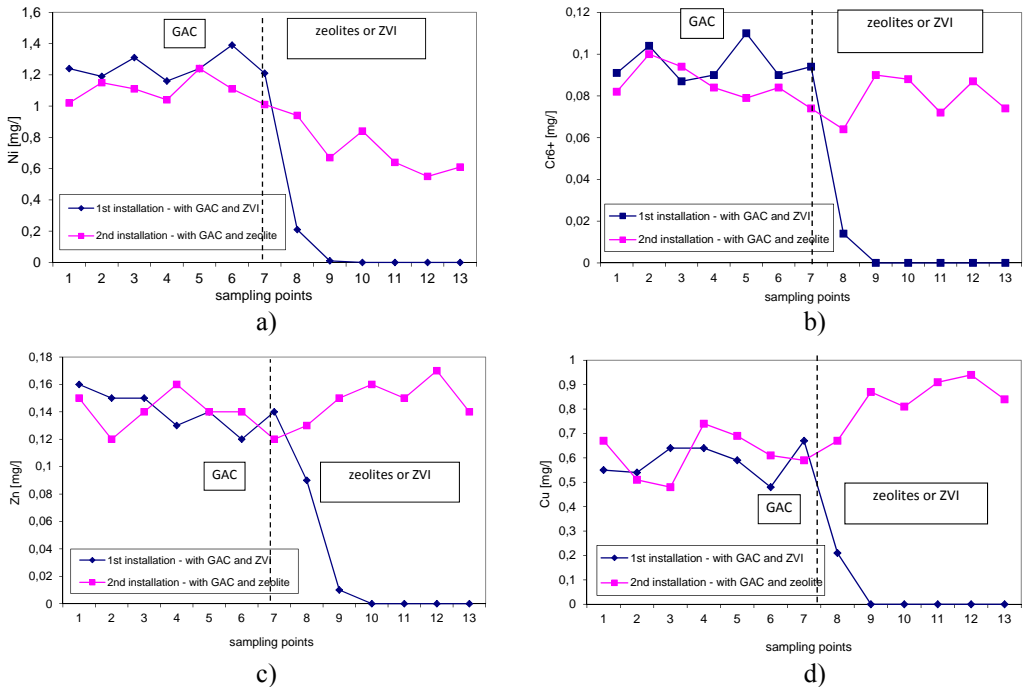 1,6
1,4
1,2
1
0,8
0,6
0,4
0,2
0
Ni [mg/]
GAC
zeolites or ZVI
1st installation - with GAC and ZVI
2nd installation - with GAC and zeolite
1 2 3 4 5 6 7 8 9 10 11 12 13
sampling points
a)
0,12
0,1
0,08
0,06
0,04
0,02
0
Cr6+ [mg/]
GAC
zeolites or ZVI
1st installation - with GAC and ZVI
2nd installation - with GAC and zeolite
1 2 3 4 5 6 7 8 9 10 11 12 13
sampling points
b)
0,18
0,16
0,14
0,12
0,1
0,08
0,06
0,04
0,02
0
Zn [mg/]
GAC
zeolites or ZVI
1st installation - with GAC and ZVI
2nd installation - with GAC and zeolite
1 2 3 4 5 6 7 8 9 10 11 12 13
sampling points
c)
1
0,9
0,8
0,7
0,6
0,5
0,4
0,3
0,2
0,1
0
Cu [mg/]
GAC
zeolites or ZVI
1st installation - with GAC and ZVI
2nd installation - with GAC and zeolite
1 2 3 4 5 6 7 8 9 10 11 12 13
sampling points
d)